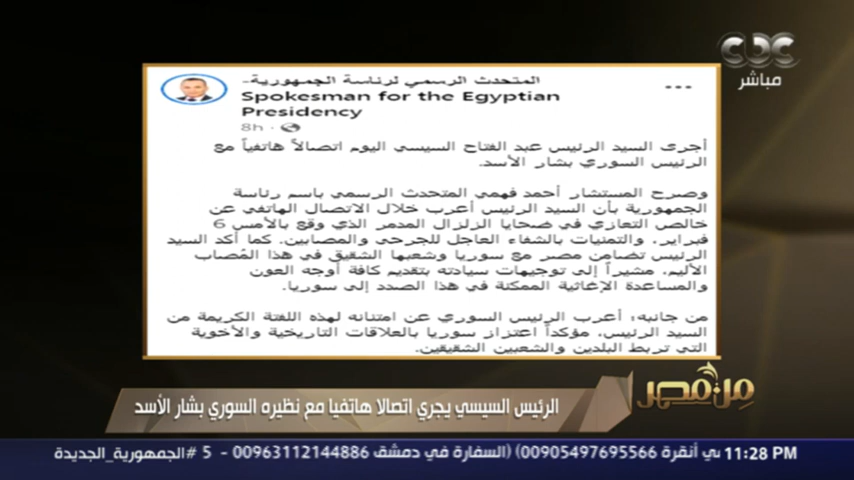 CBC
مباشر
المتحدث الرسمي لرئاسة الجمهورية-
Spokesman for the Egyptian
Presidency
8h ·
أجرى السيد الرئيس عبد الفتاح السيسي اليوم اتصالاً هاتفياً مع
الرئيس السوري بشار الأسد.
وصرح المستشار أحمد فهمي المتحدث الرسمي باسم رئاسة
الجمهورية بأن السيد الرئيس أعرب خلال الاتصال الهاتفي عن
خالص التعازي في ضحايا الزلزال المدمر الذي وقع بالأمس 6
فبراير، والتمنيات بالشفاء العاجل للجرحى والمصابين. كما أكد السيد
الرئيس تضامن مصر مع سوريا وشعبها الشقيق في هذا المُصاب
الأليم، مشيراً إلى توجيهات سيادته بتقديم كافة أوجه العون
والمساعدة الإغاثية الممكنة في هذا الصدد إلى سوريا.
من جانبه؛ أعرب الرئيس السوري عن امتنانه لهذه اللفتة الكريمة من
السيد الرئيس، مؤكداً اعتزاز سوريا بالعلاقات التاريخية والأخوية
التي تربط البلدين والشعبين الشقيقين.
من مصر
الرئيس السيسي يجري اتصالا هاتفيا مع نظيره السوري بشار الأسد
11:28 PM
ي أنقرة 00905497695566) (السفارة في دمشق 00963112144886 - 0009 - 5 #الجمهورية_الجديدة